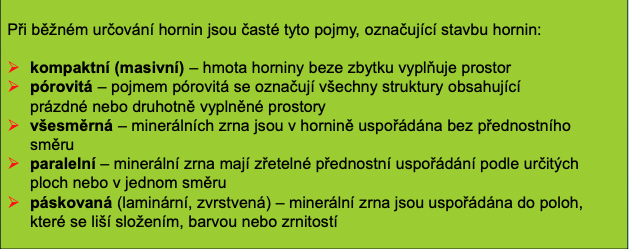 Při běžném určování hornin jsou časté tyto pojmy, označující stavbu hornin:
kompaktní (masivní) – hmota horniny beze zbytku vyplňuje prostor
pórovitá – pojmem pórovitá se označují všechny struktury obsahující
prázdné nebo druhotně vyplněné prostory
všesměrná – minerálních zrna jsou v hornině uspořádána bez přednostního
směru
paralelní – minerální zrna mají zřetelné přednostní uspořádání podle určitých
ploch nebo v jednom směru
páskovaná (laminární, zvrstvená) – minerální zrna jsou uspořádána do poloh,
které se liší složením, barvou nebo zrnitostí